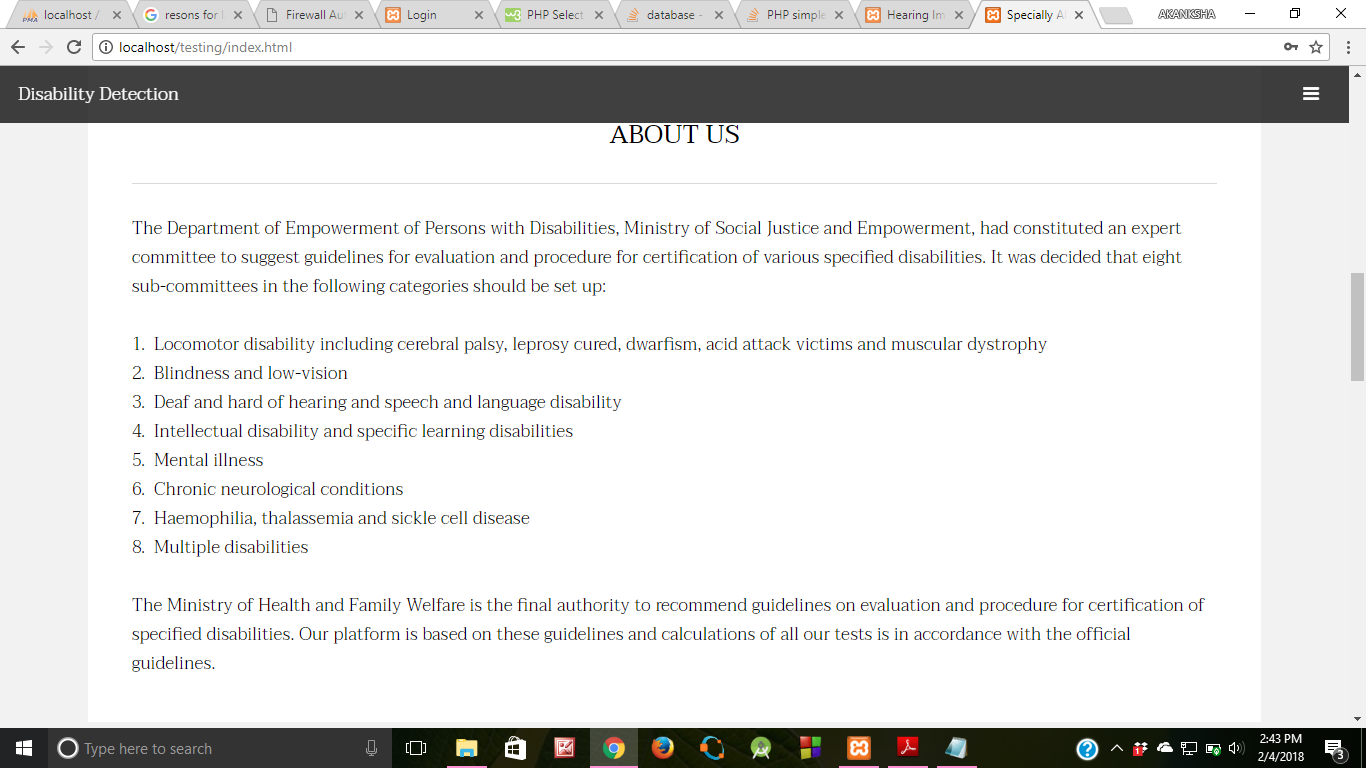 localhost /
resons for
Firewall Au
Login
PHP Select
database -
PHP simple
Hearing Im
Specially A
AKANKSHA
localhost/testing/index.html
Disability Detection
ABOUT US
The Department of Empowerment of Persons with Disabilities, Ministry of Social Justice and Empowerment, had constituted an expert
committee to suggest guidelines for evaluation and procedure for certification of various specified disabilities. It was decided that eight
sub-committees in the following categories should be set up:
1. Locomotor disability including cerebral palsy, leprosy cured, dwarfism, acid attack victims and muscular dystrophy
2. Blindness and low-vision
3. Deaf and hard of hearing and speech and language disability
4. Intellectual disability and specific learning disabilities
5. Mental illness
6. Chronic neurological conditions
7. Haemophilia, thalassemia and sickle cell disease
8. Multiple disabilities
The Ministry of Health and Family Welfare is the final authority to recommend guidelines on evaluation and procedure for certification of
specified disabilities. Our platform is based on these guidelines and calculations of all our tests is in accordance with the official
guidelines.
Type here to search
2:43 PM
2/4/2018
3